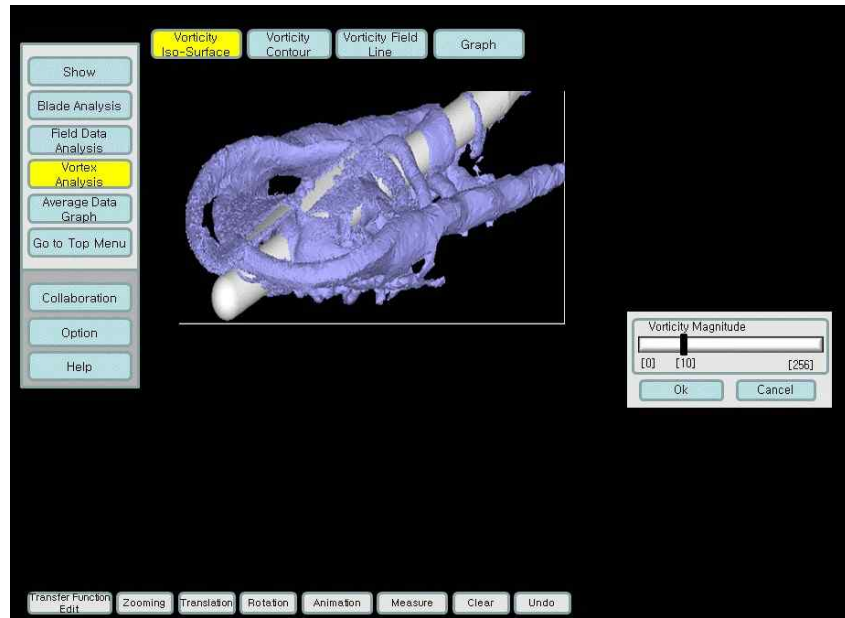 Vorticity
Iso-Surface
Vorticity
Contour
Vorticity Field
Line
Graph
Show
Blade Analysis
Field Data
Analysis
Vortex
Analysis
Average Data
Graph
Go to Top Menu
Collaboration
Option
Help
Vorticity Magnitude
[0] [10] [256]
Ok Cancel
Transfer Function
Edit
Zooming Translation Rotation Animation Measure Clear Undo